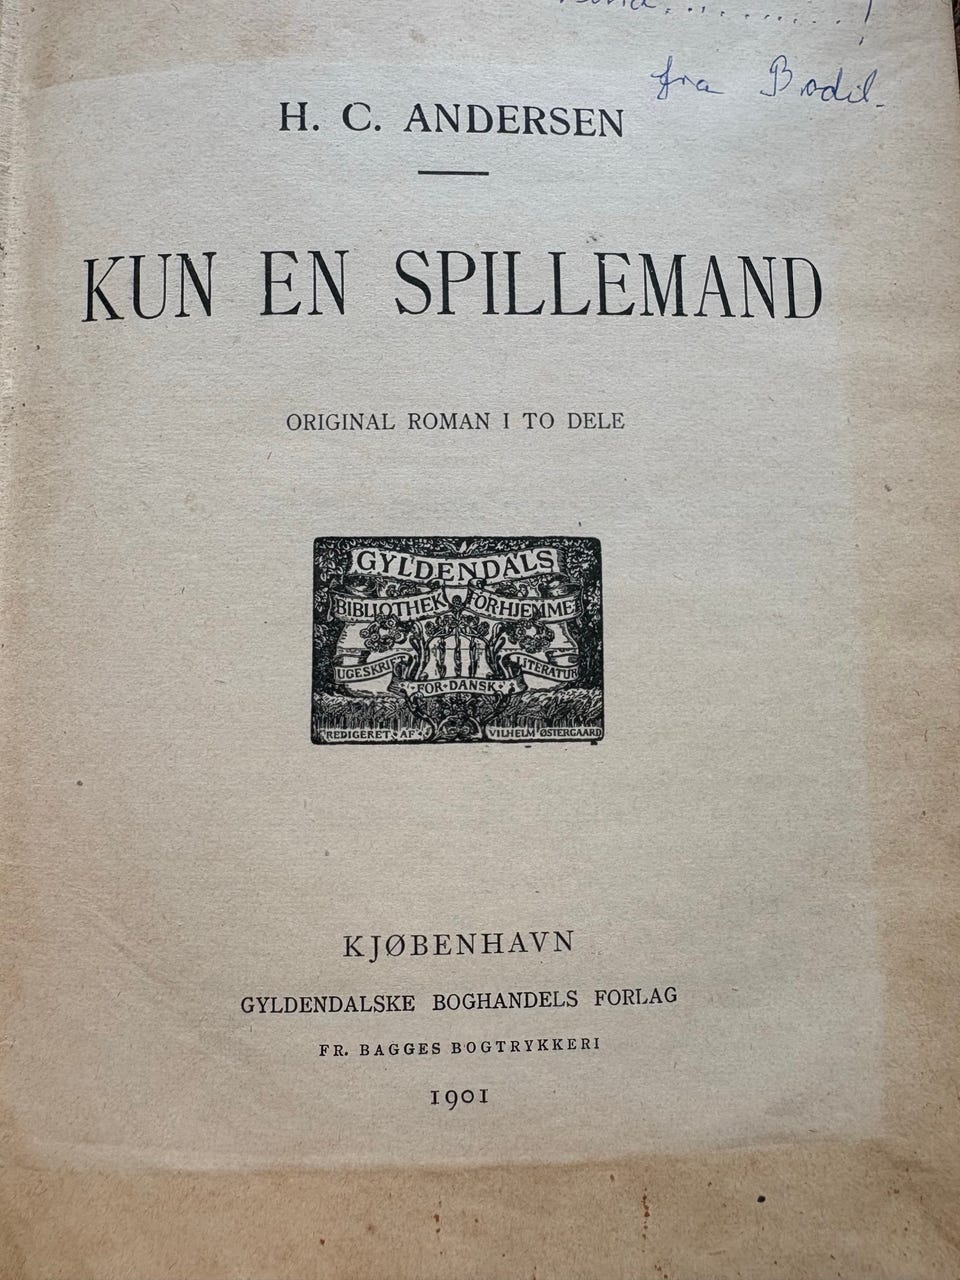 fra Bodil.
H. C. ANDERSEN
KUN EN SPILLEMAND
ORIGINAL ROMAN I TO DELE
GYLDENDALS
BIBLIOTHEK FOR HJEMMET
UGESKRIFT LITERATUR
FOR DANSK
REDIGERET AF VILHELM ØSTERGAARD
KJØBENHAVN
GYLDENDALSKE BOGHANDELS FORLAG
FR. BAGGES BOGTRYKKERI
1901